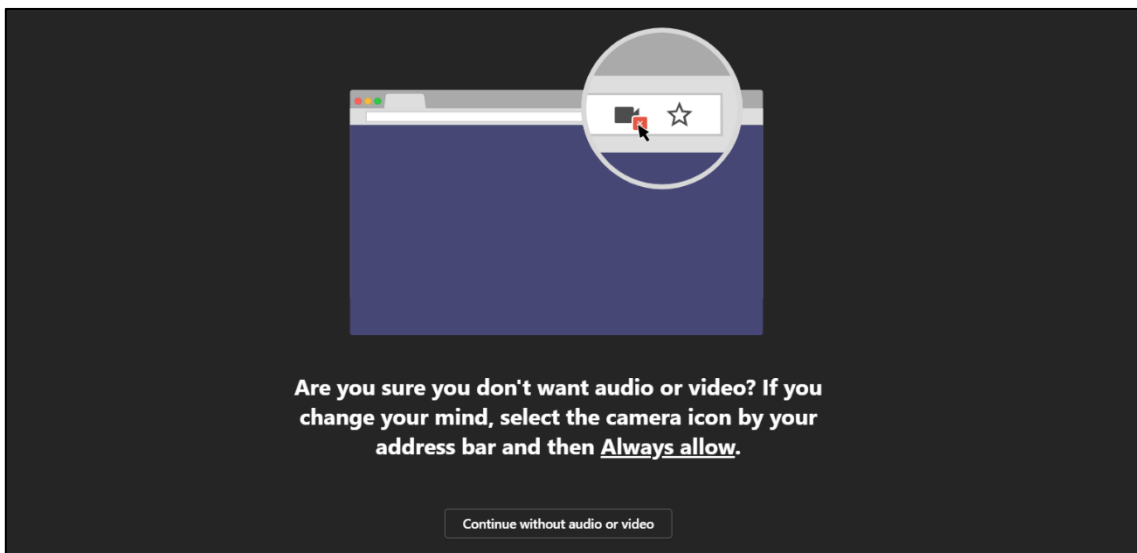 Are you sure you don't want audio or video? If you
change your mind, select the camera icon by your
address bar and then Always allow.
Continue without audio or video